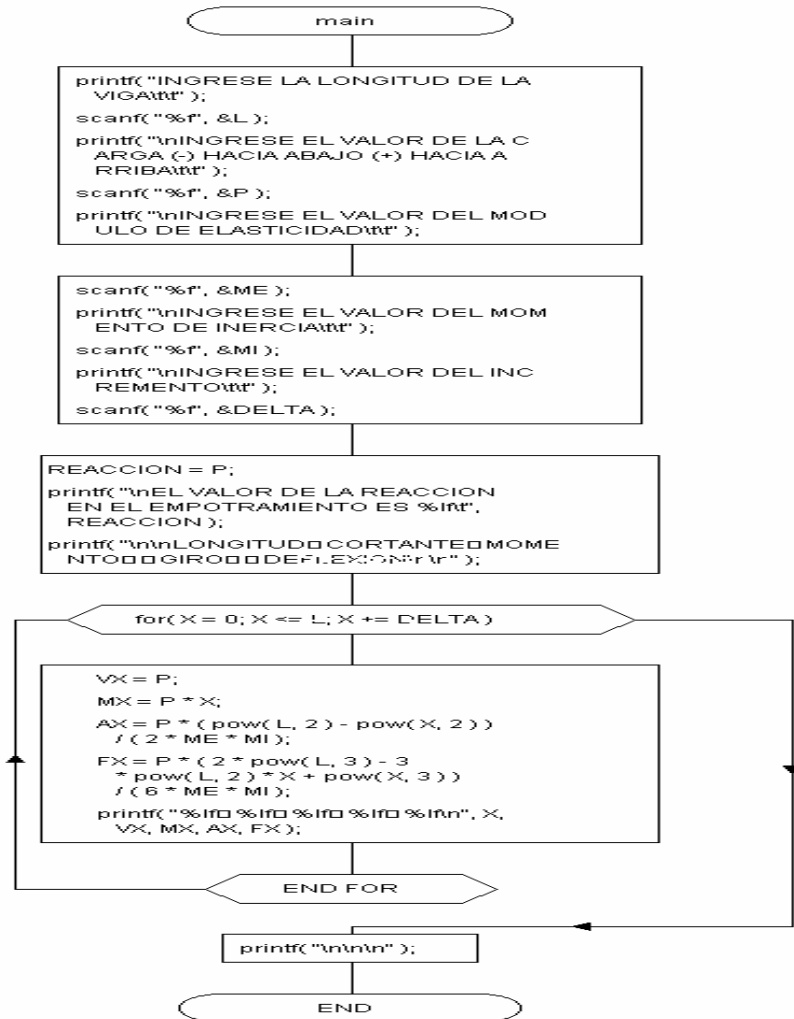 main
printf( "INGRESE LA LONGITUD DE LA
VIGA\t\t" );
scanf( "%f", &L );
printf( "\nINGRESE EL VALOR DE LA C
ARGA (-) HACIA ABAJO (+) HACIA A
RRIBA\t\t" );
scanf( "%f", &P );
printf( "\nINGRESE EL VALOR DEL MOD
ULO DE ELASTICIDAD\t\t" );
scanf( "%f", &ME );
printf( "\nINGRESE EL VALOR DEL MOM
ENTO DE INERCIA\t\t" );
scanf( "%f", &MI );
printf( "\nINGRESE EL VALOR DEL INC
REMENTO\t\t" );
scanf( "%f", &DELTA );
REACCION = P;
printf( "\nEL VALOR DE LA REACCION
EN EL EMPOTRAMIENTO ES %lf\t",
REACCION );
printf( "\n\nLONGITUD□CORTANTE□MOME
NTO□□GIRO□□DEFLEXION\r\r" );
for( X = 0; X <= L; X += DELTA )
VX = P;
MX = P * X;
AX = P * ( pow( L, 2 ) - pow( X, 2 ) )
/ ( 2 * ME * MI );
FX = P * ( 2 * pow( L, 3 ) - 3
* pow( L, 2 ) * X + pow( X, 3 ) )
/ ( 6 * ME * MI );
printf( "%lf□ %lf□ %lf□ %lf□ %lf\n", X,
VX, MX, AX, FX );
END FOR
printf( "\n\n\n" );
END